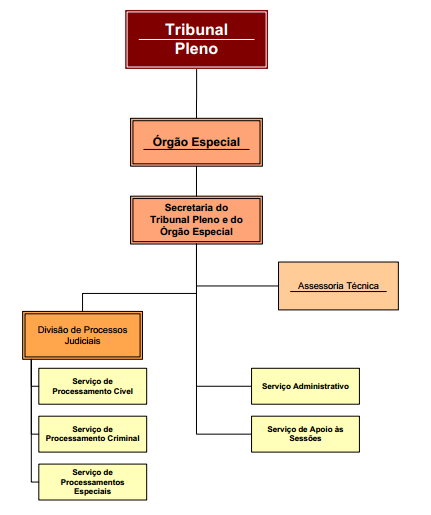 Tribunal
Pleno
Órgão Especial
Secretaria do
Tribunal Pleno e do
Órgão Especial
Assessoria Técnica
Divisão de Processos
Judiciais
Serviço de
Processamento Cível
Serviço Administrativo
Serviço de
Processamento Criminal
Serviço de Apoio às
Sessões
Serviço de
Processamentos
Especiais